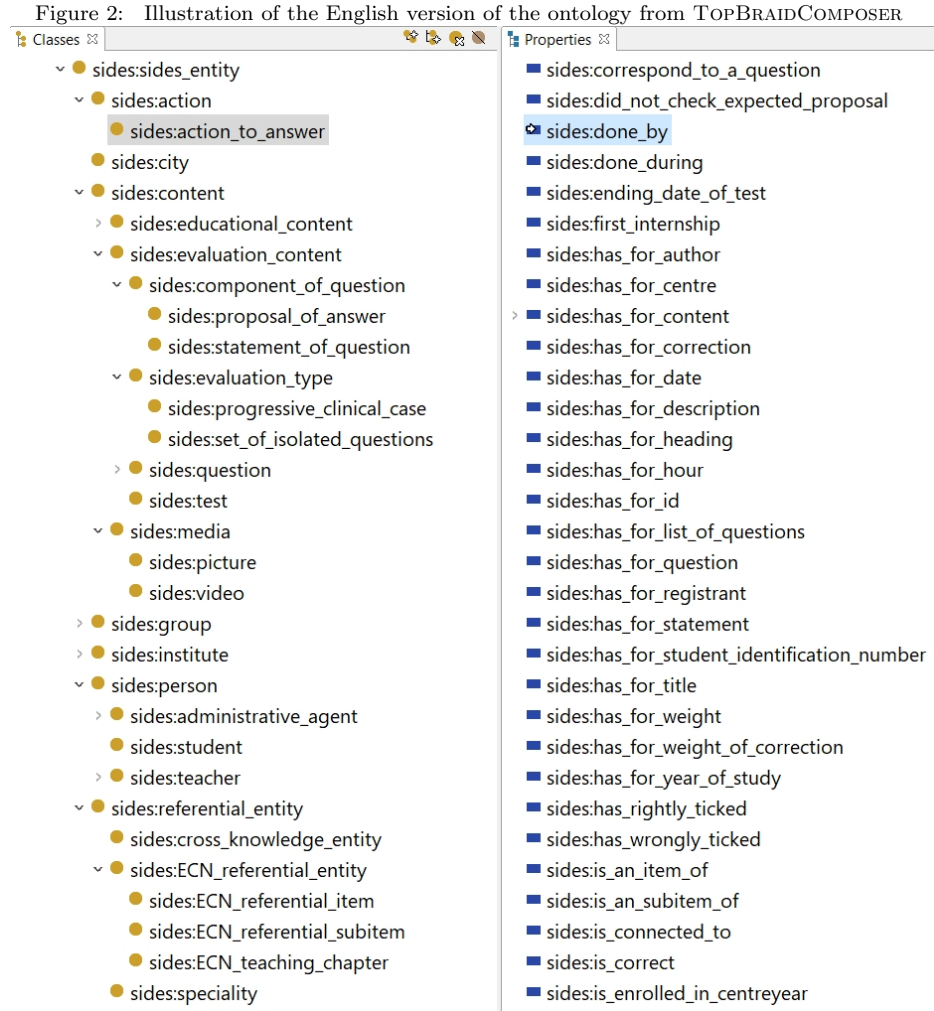 Figure 2: Illustration of the English version of the ontology from TOPBRAIDCOMPOSER
Classes
sides:sides_entity
sides:action
sides:action_to_answer
sides:city
sides:content
sides:educational_content
sides:evaluation_content
sides:component_of_question
sides:proposal_of_answer
sides:statement_of_question
sides:evaluation_type
sides:progressive_clinical_case
sides:set_of_isolated_questions
sides:question
sides:test
sides:media
sides:picture
sides:video
sides:group
sides:institute
sides:person
sides:administrative_agent
sides:student
sides:teacher
sides:referential_entity
sides:cross_knowledge_entity
sides:ECN_referential_entity
sides:ECN_referential_item
sides:ECN_referential_subitem
sides:ECN_teaching_chapter
sides:speciality
Properties
sides:correspond_to_a_question
sides:did_not_check_expected_proposal
sides:done_by
sides:done_during
sides:ending_date_of_test
sides:first_internship
sides:has_for_author
sides:has_for_centre
sides:has_for_content
sides:has_for_correction
sides:has_for_date
sides:has_for_description
sides:has_for_heading
sides:has_for_hour
sides:has_for_id
sides:has_for_list_of_questions
sides:has_for_question
sides:has_for_registrant
sides:has_for_statement
sides:has_for_student_identification_number
sides:has_for_title
sides:has_for_weight
sides:has_for_weight_of_correction
sides:has_for_year_of_study
sides:has_rightly_ticked
sides:has_wrongly_ticked
sides:is_an_item_of
sides:is_an_subitem_of
sides:is_connected_to
sides:is_correct
sides:is_enrolled_in_centreyear